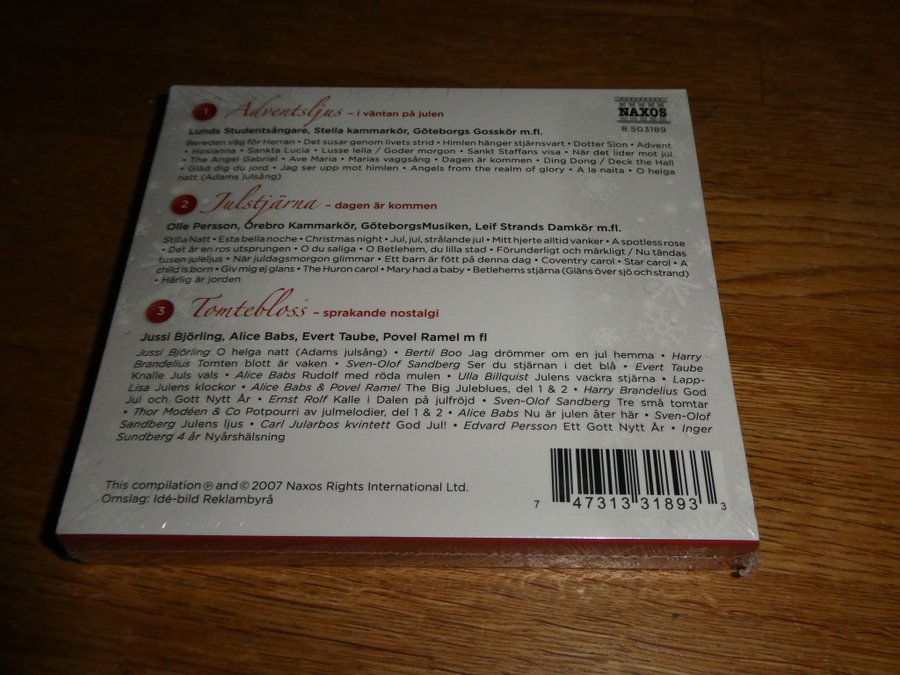 1 Adventsljus – i väntan på julen
NAXOS
8.503189
Lunds Studentsångare, Stella kammarkör, Göteborgs Gosskör m.fl.
Bereden väg för Herran • Det susar genom livets strid • Himlen hänger stjärnsvart • Dotter Sion • Advent
• Hosianna • Sankta Lucia • Lusse lella / Goder morgon • Sankt Staffans visa • När det lider mot jul
• The Angel Gabriel • Ave Maria • Marias vaggsång • Dagen är kommen • Ding Dong / Deck the Hall
• Gläd dig du jord • Jag ser upp mot himlen • Angels from the realm of glory • A la naita • O helga
natt (Adams julsång)
2 Julstjärna – dagen är kommen
Olle Persson, Örebro Kammarkör, GöteborgsMusiken, Leif Strands Damkör m.fl.
Stilla Natt • Esta bella noche • Christmas night • Jul, jul, strålande jul • Mitt hjerte alltid vanker • A spotless rose
• Det är en ros utsprungen • O du saliga • O Betlehem, du lilla stad • Förunderligt och märkligt / Nu tändas
tusen juleljus • När juldagsmorgon glimmar • Ett barn är fött på denna dag • Coventry carol • Star carol • A
child is born • Giv mig ej glans • The Huron carol • Mary had a baby • Betlehems stjärna (Gläns över sjö och strand)
• Härlig är jorden
3 Tomtebloss – sprakande nostalgi
Jussi Björling, Alice Babs, Evert Taube, Povel Ramel m fl
Jussi Björling O helga natt (Adams julsång) • Bertil Boo Jag drömmer om en jul hemma • Harry
Brandelius Tomten blott är vaken • Sven-Olof Sandberg Ser du stjärnan i det blå • Evert Taube
Knalle Juls vals • Alice Babs Rudolf med röda mulen • Ulla Billquist Julens vackra stjärna • Lapp-
Lisa Julens klockor • Alice Babs & Povel Ramel The Big Juleblues, del 1 & 2 • Harry Brandelius God
Jul och Gott Nytt År • Ernst Rolf Kalle i Dalen på julfröjd • Sven-Olof Sandberg Tre små tomtar
• Thor Modéen & Co Potpourri av julmelodier, del 1 & 2 • Alice Babs Nu är julen åter här • Sven-Olof
Sandberg Julens ljus • Carl Jularbos kvintett God Jul! • Edvard Persson Ett Gott Nytt År • Inger
Sundberg 4 år Nyårshälsning
This compilation ℗ and © 2007 Naxos Rights International Ltd.
Omslag: Idé-bild Reklambyrå
7 47313 31893 3